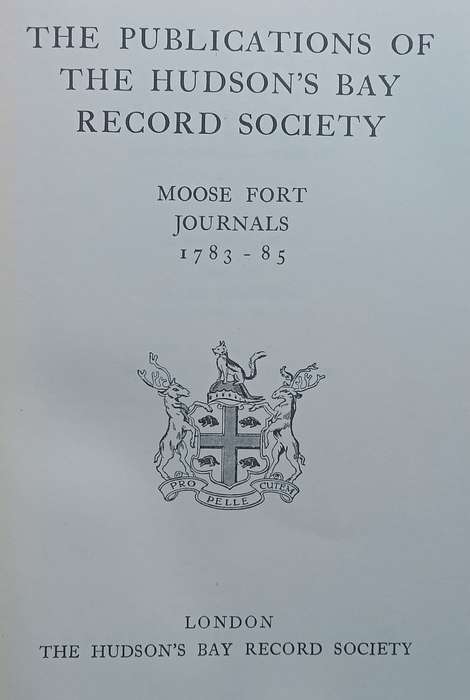 THE PUBLICATIONS OF
THE HUDSON'S BAY
RECORD SOCIETY
MOOSE FORT
JOURNALS
1783-85
PRO PELLE CUTEM
LONDON
THE HUDSON'S BAY RECORD SOCIETY